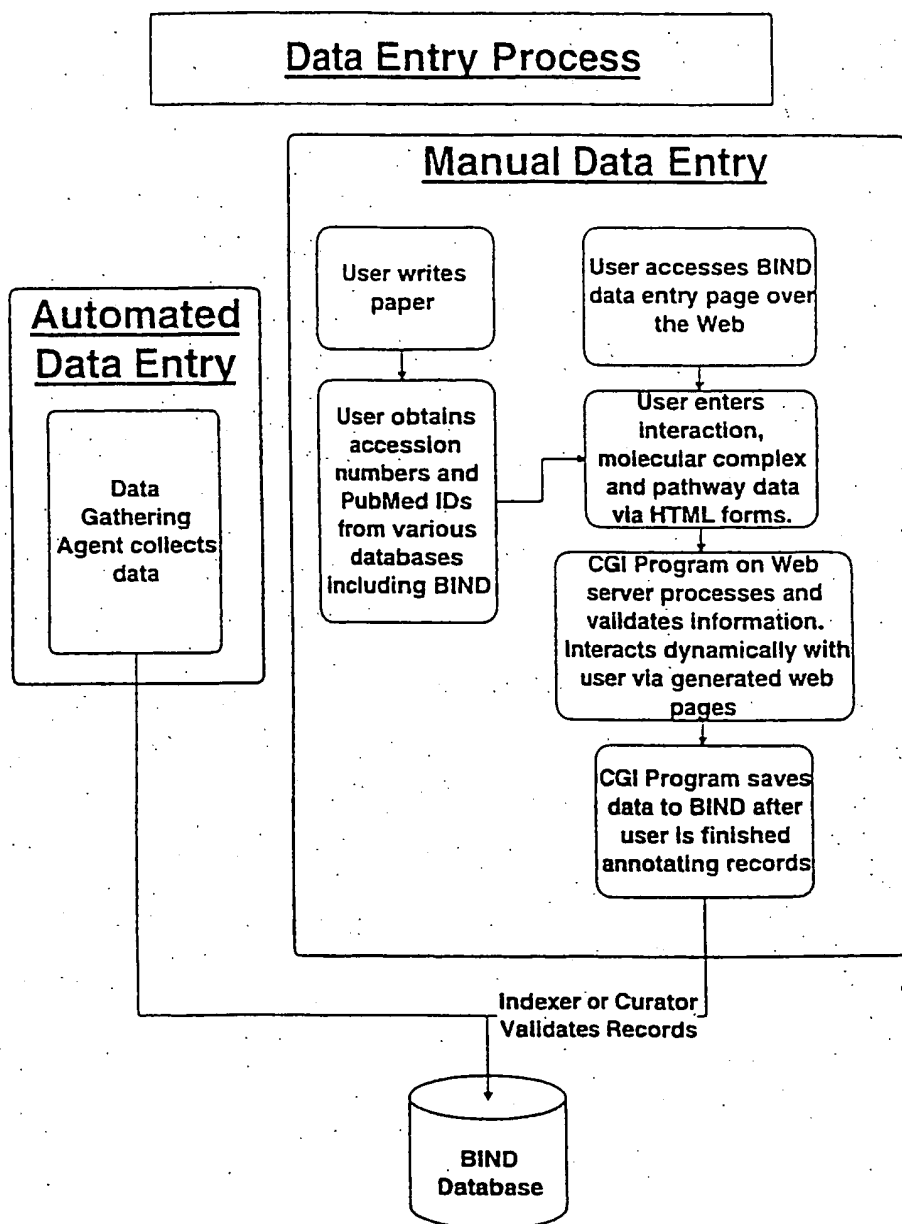 Data Entry Process
Manual Data Entry
User writes
paper
User accesses BIND
data entry page over
the Web
Automated
Data Entry
User obtains
accession
numbers and
PubMed IDs
from various
databases
including BIND
User enters
interaction,
molecular complex
and pathway data
via HTML forms.
Data
Gathering
Agent collects
data
CGI Program on Web
server processes and
validates information.
Interacts dynamically with
user via generated web
pages
CGI Program saves
data to BIND after
user is finished
annotating records
Indexer or Curator
Validates Records
BIND
Database